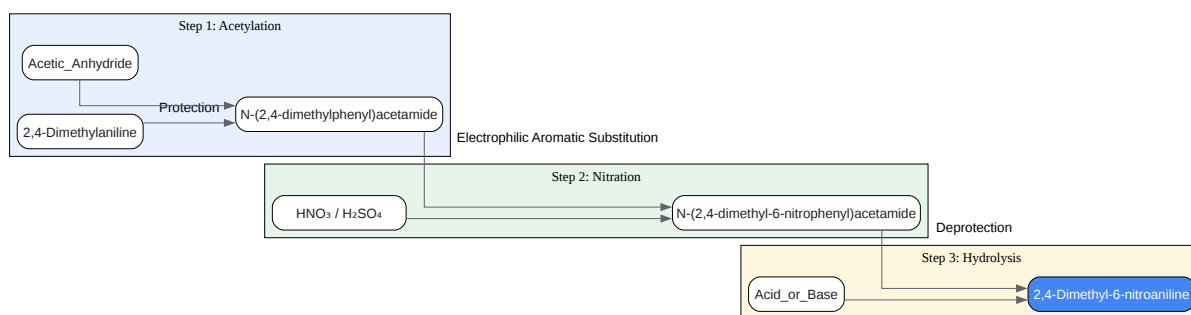 Step 1: Acetylation
Acetic_Anhydride
Protection
N-(2,4-dimethylphenyl)acetamide
2,4-Dimethylaniline
Electrophilic Aromatic Substitution
Step 2: Nitration
HNO₃ / H₂SO₄
N-(2,4-dimethyl-6-nitrophenyl)acetamide
Deprotection
Step 3: Hydrolysis
Acid_or_Base
2,4-Dimethyl-6-nitroaniline